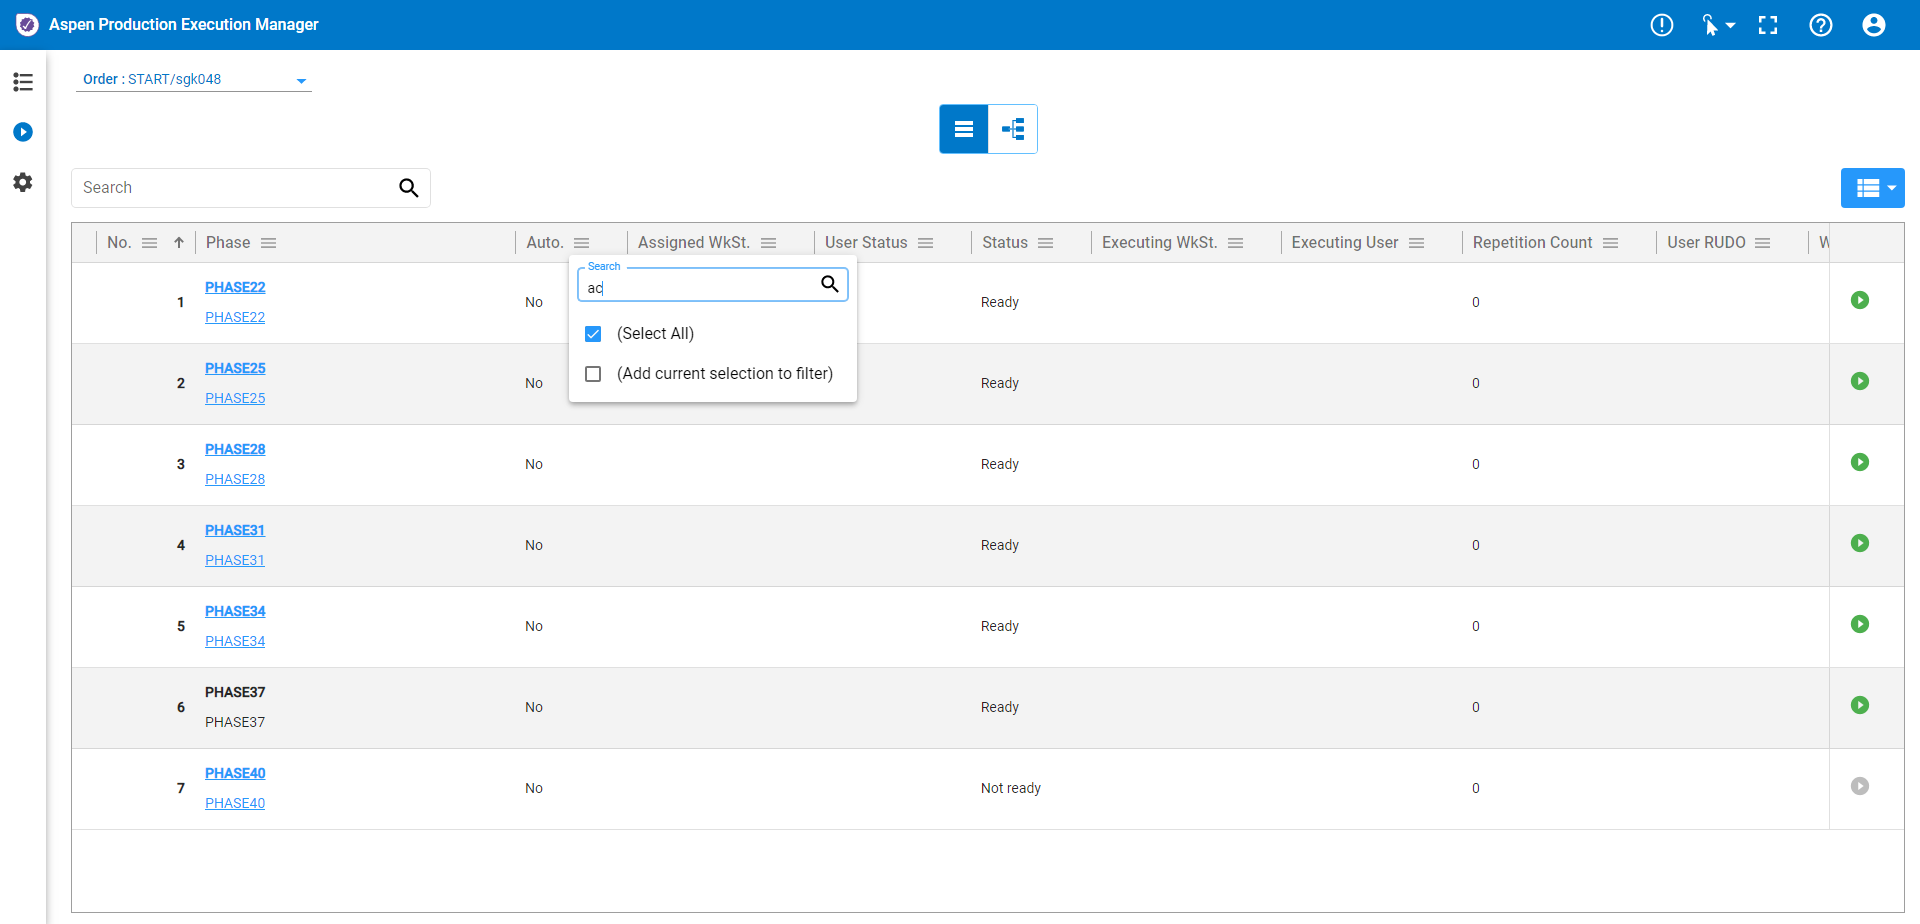 Aspen Production Execution Manager
Order : START/sgk048
Search
No. Phase Auto. Assigned WkSt. User Status Status Executing WkSt. Executing User Repetition Count User RUDO W
Search
ac
(Select All)
(Add current selection to filter)
1 PHASE22 No Ready 0
PHASE22
2 PHASE25 No Ready 0
PHASE25
3 PHASE28 No Ready 0
PHASE28
4 PHASE31 No Ready 0
PHASE31
5 PHASE34 No Ready 0
PHASE34
6 PHASE37 No Ready 0
PHASE37
7 PHASE40 No Not ready 0
PHASE40